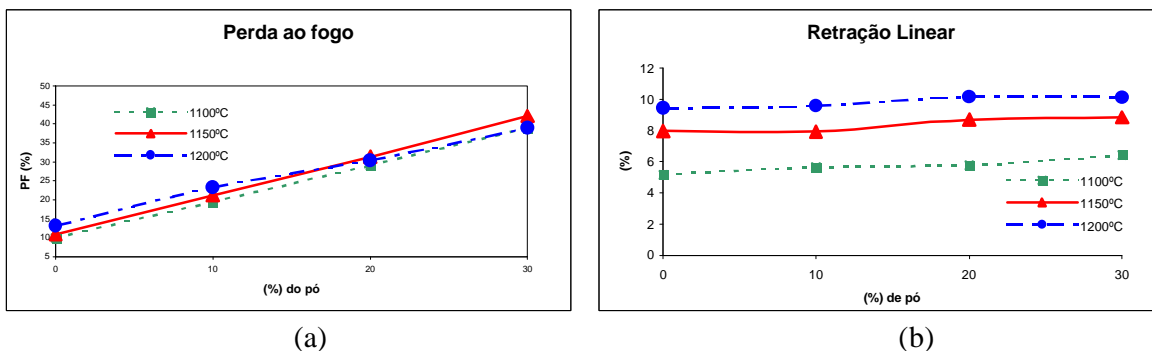 Perda ao fogo
50
45
40
35
30
25
20
15
10
5
PF (%)
0 10 20 30
(%) do pó
1100ºC
1150ºC
1200ºC
(a)
Retração Linear
12
10
8
6
4
2
0
(%)
0 10 20 30
(%) de pó
1100ºC
1150ºC
1200ºC
(b)